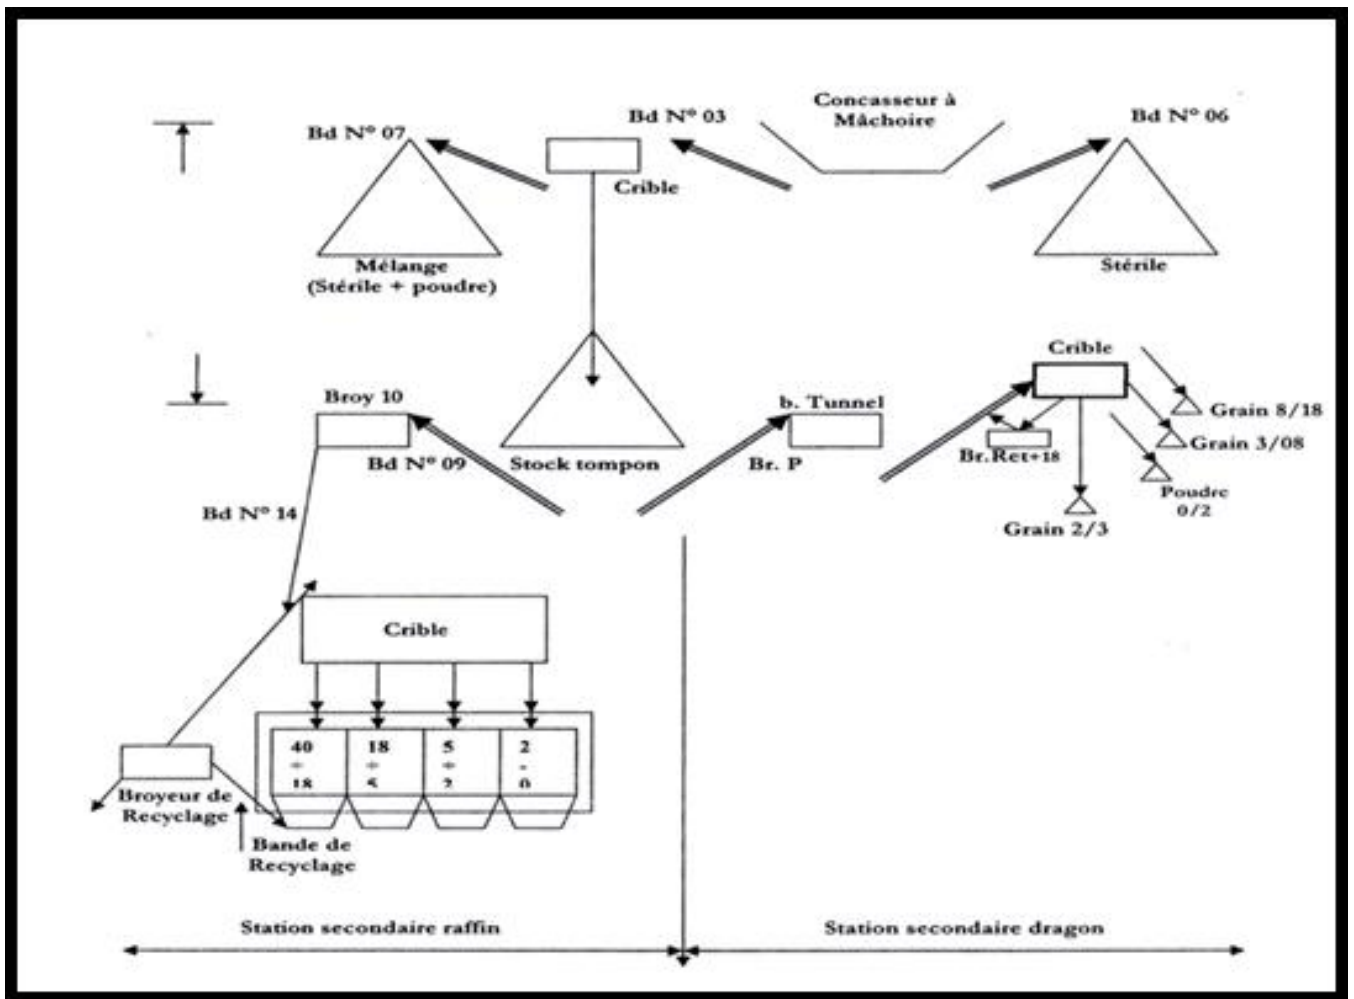 Concasseur à
Mâchoire
Bd N° 07
Bd N° 03
Bd N° 06
Crible
Mélange
(Stérile + poudre)
Stérile
Crible
Broy 10
b. Tunnel
Grain 8/18
Grain 3/08
Bd N° 09
Stock tompon
Br. P
Br.Ret+18
Poudre
0/2
Bd N° 14
Grain 2/3
Crible
40
÷
18
18
÷
5
5
÷
2
2
-
0
Broyeur de
Recyclage
Bande de
Recyclage
Station secondaire raffin
Station secondaire dragon